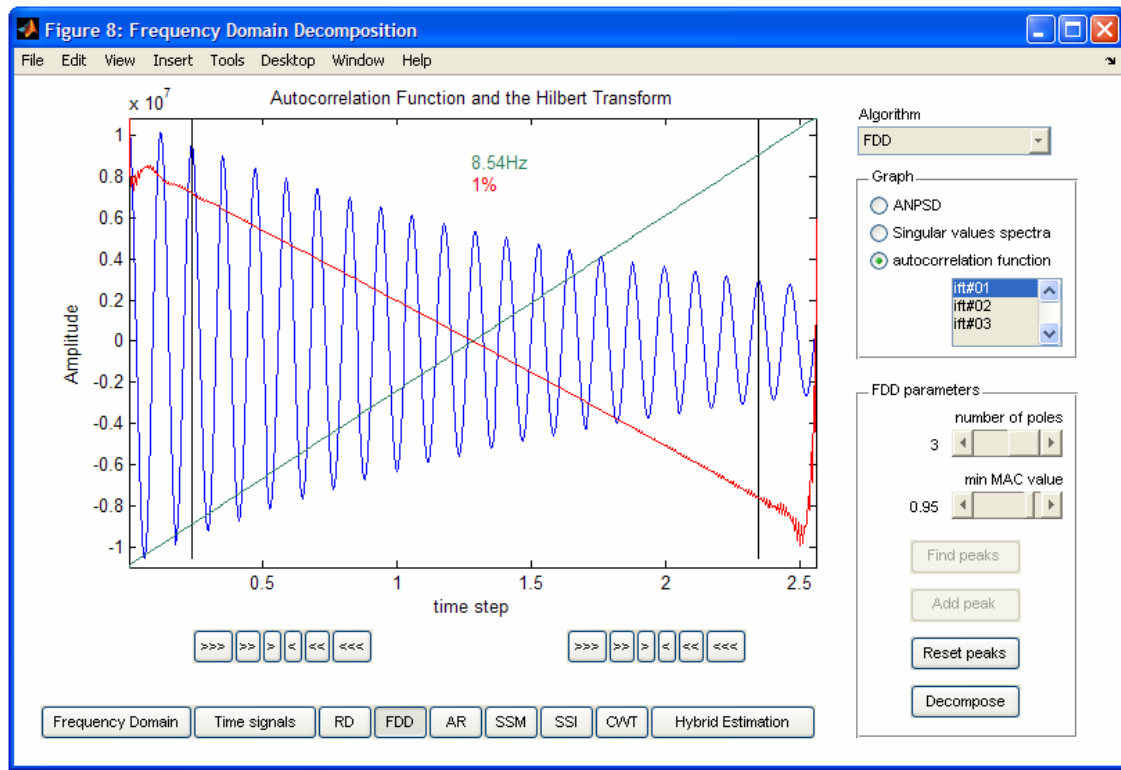 Figure 8: Frequency Domain Decomposition
File Edit View Insert Tools Desktop Window Help
x 10^7
Autocorrelation Function and the Hilbert Transform
8.54Hz
1%
1
0.8
0.6
0.4
0.2
0
-0.2
-0.4
-0.6
-0.8
-1
Amplitude
0.5 1 1.5 2 2.5
time step
>>> >> > < << <<<
>>> >> > < << <<<
Algorithm
FDD
Graph
ANPSD
Singular values spectra
autocorrelation function
ift#01
ift#02
ift#03
FDD parameters
number of poles
3
min MAC value
0.95
Find peaks
Add peak
Reset peaks
Decompose
Frequency Domain Time signals RD FDD AR SSM SSI CWT Hybrid Estimation